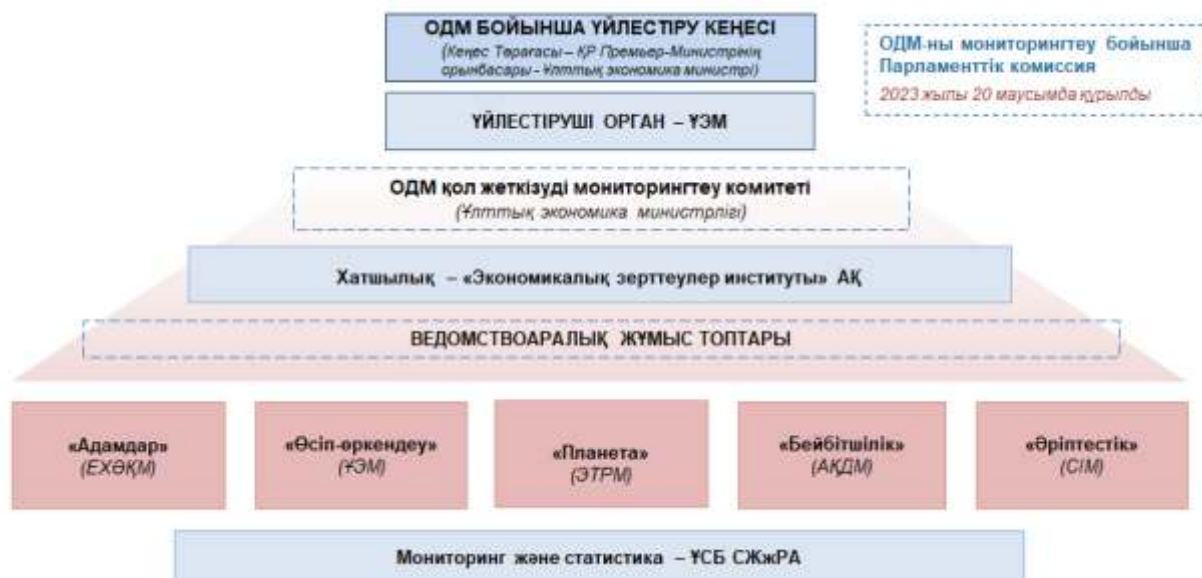 ОДМ БОЙЫНША ҮЙЛЕСТІРУ КЕҢЕСІ
(Кеңес Төрағасы – ҚР Премьер-Министрінің
орынбасары - Ұлттық экономика министрі)
ОДМ-ны мониторингтеу бойынша
Парламенттік комиссия
2023 жылы 20 маусымда құрылды
ҮЙЛЕСТІРУШІ ОРГАН – ҰЭМ
ОДМ қол жеткізуді мониторингтеу комитеті
(Ұлттық экономика министрлігі)
Хатшылық – «Экономикалық зерттеулер институты» АҚ
ВЕДОМСТВОАРАЛЫҚ ЖҰМЫС ТОПТАРЫ
«Адамдар»
(ЕХӘҚМ)
«Өсіп-өркендеу»
(ҰЭМ)
«Планета»
(ЭТРМ)
«Бейбітшілік»
(АҚДМ)
«Әріптестік»
(СІМ)
Мониторинг және статистика – ҰСБ СЖжРА